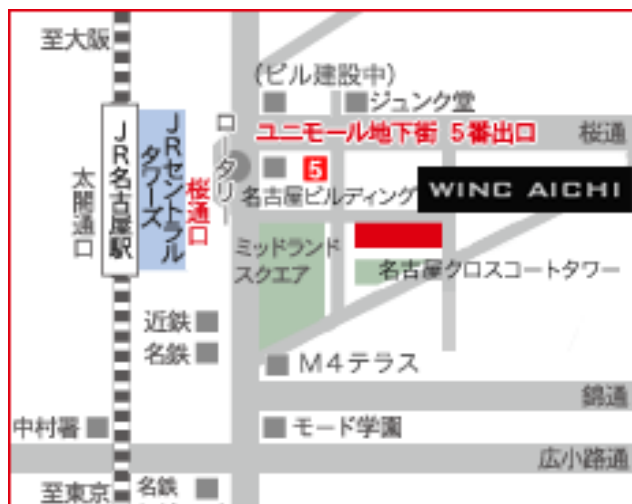 至大阪
(ビル建設中)
ジュンク堂
ユニモール地下街 5番出口
桜通
JR名古屋駅
JRセントラル
タワーズ
ロータリー
桜通口
太閤通口
5
名古屋ビルディング
WINC AICHI
ミッドランド
スクエア
名古屋クロスコートタワー
近鉄
名鉄
M4テラス
錦通
中村署
モード学園
広小路通
至東京
名鉄